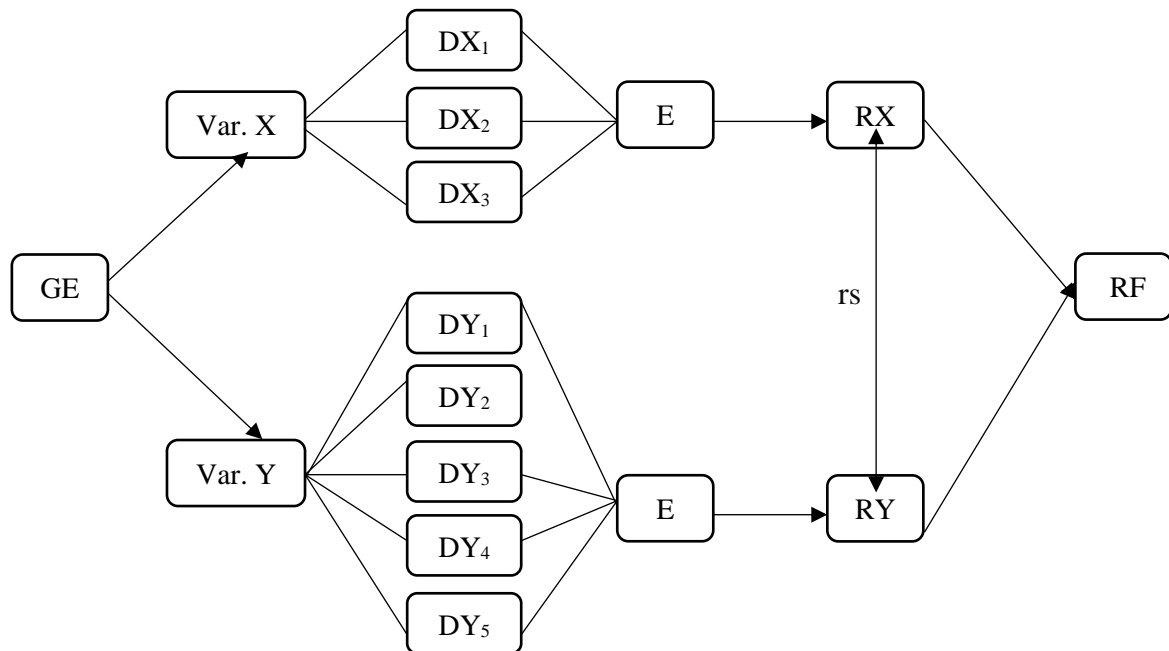 DX₁
Var. X
DX₂
E
RX
DX₃
GE
rs
RF
DY₁
DY₂
Var. Y
DY₃
E
RY
DY₄
DY₅